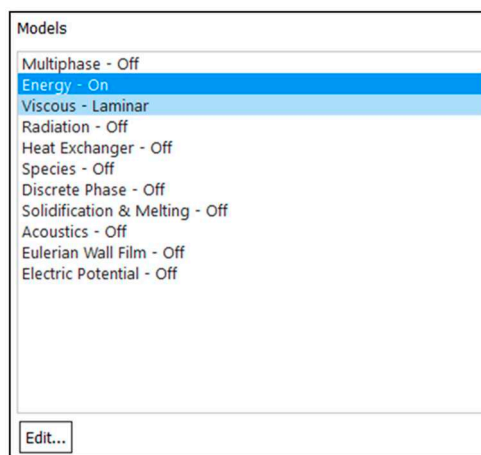 Models
Multiphase - Off
Energy - On
Viscous - Laminar
Radiation - Off
Heat Exchanger - Off
Species - Off
Discrete Phase - Off
Solidification & Melting - Off
Acoustics - Off
Eulerian Wall Film - Off
Electric Potential - Off
Edit...